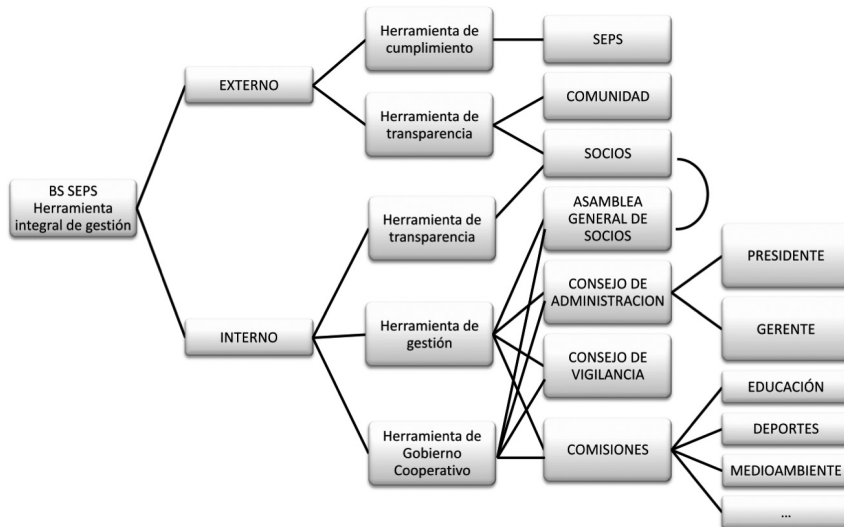 BS SEPS
Herramienta
integral de gestión
EXTERNO
INTERNO
Herramienta de
cumplimiento
Herramienta de
transparencia
Herramienta de
transparencia
Herramienta de
gestión
Herramienta de
Gobierno
Cooperativo
SEPS
COMUNIDAD
SOCIOS
ASAMBLEA
GENERAL DE
SOCIOS
CONSEJO DE
ADMINISTRACION
CONSEJO DE
VIGILANCIA
COMISIONES
PRESIDENTE
GERENTE
EDUCACIÓN
DEPORTES
MEDIOAMBIENTE
...